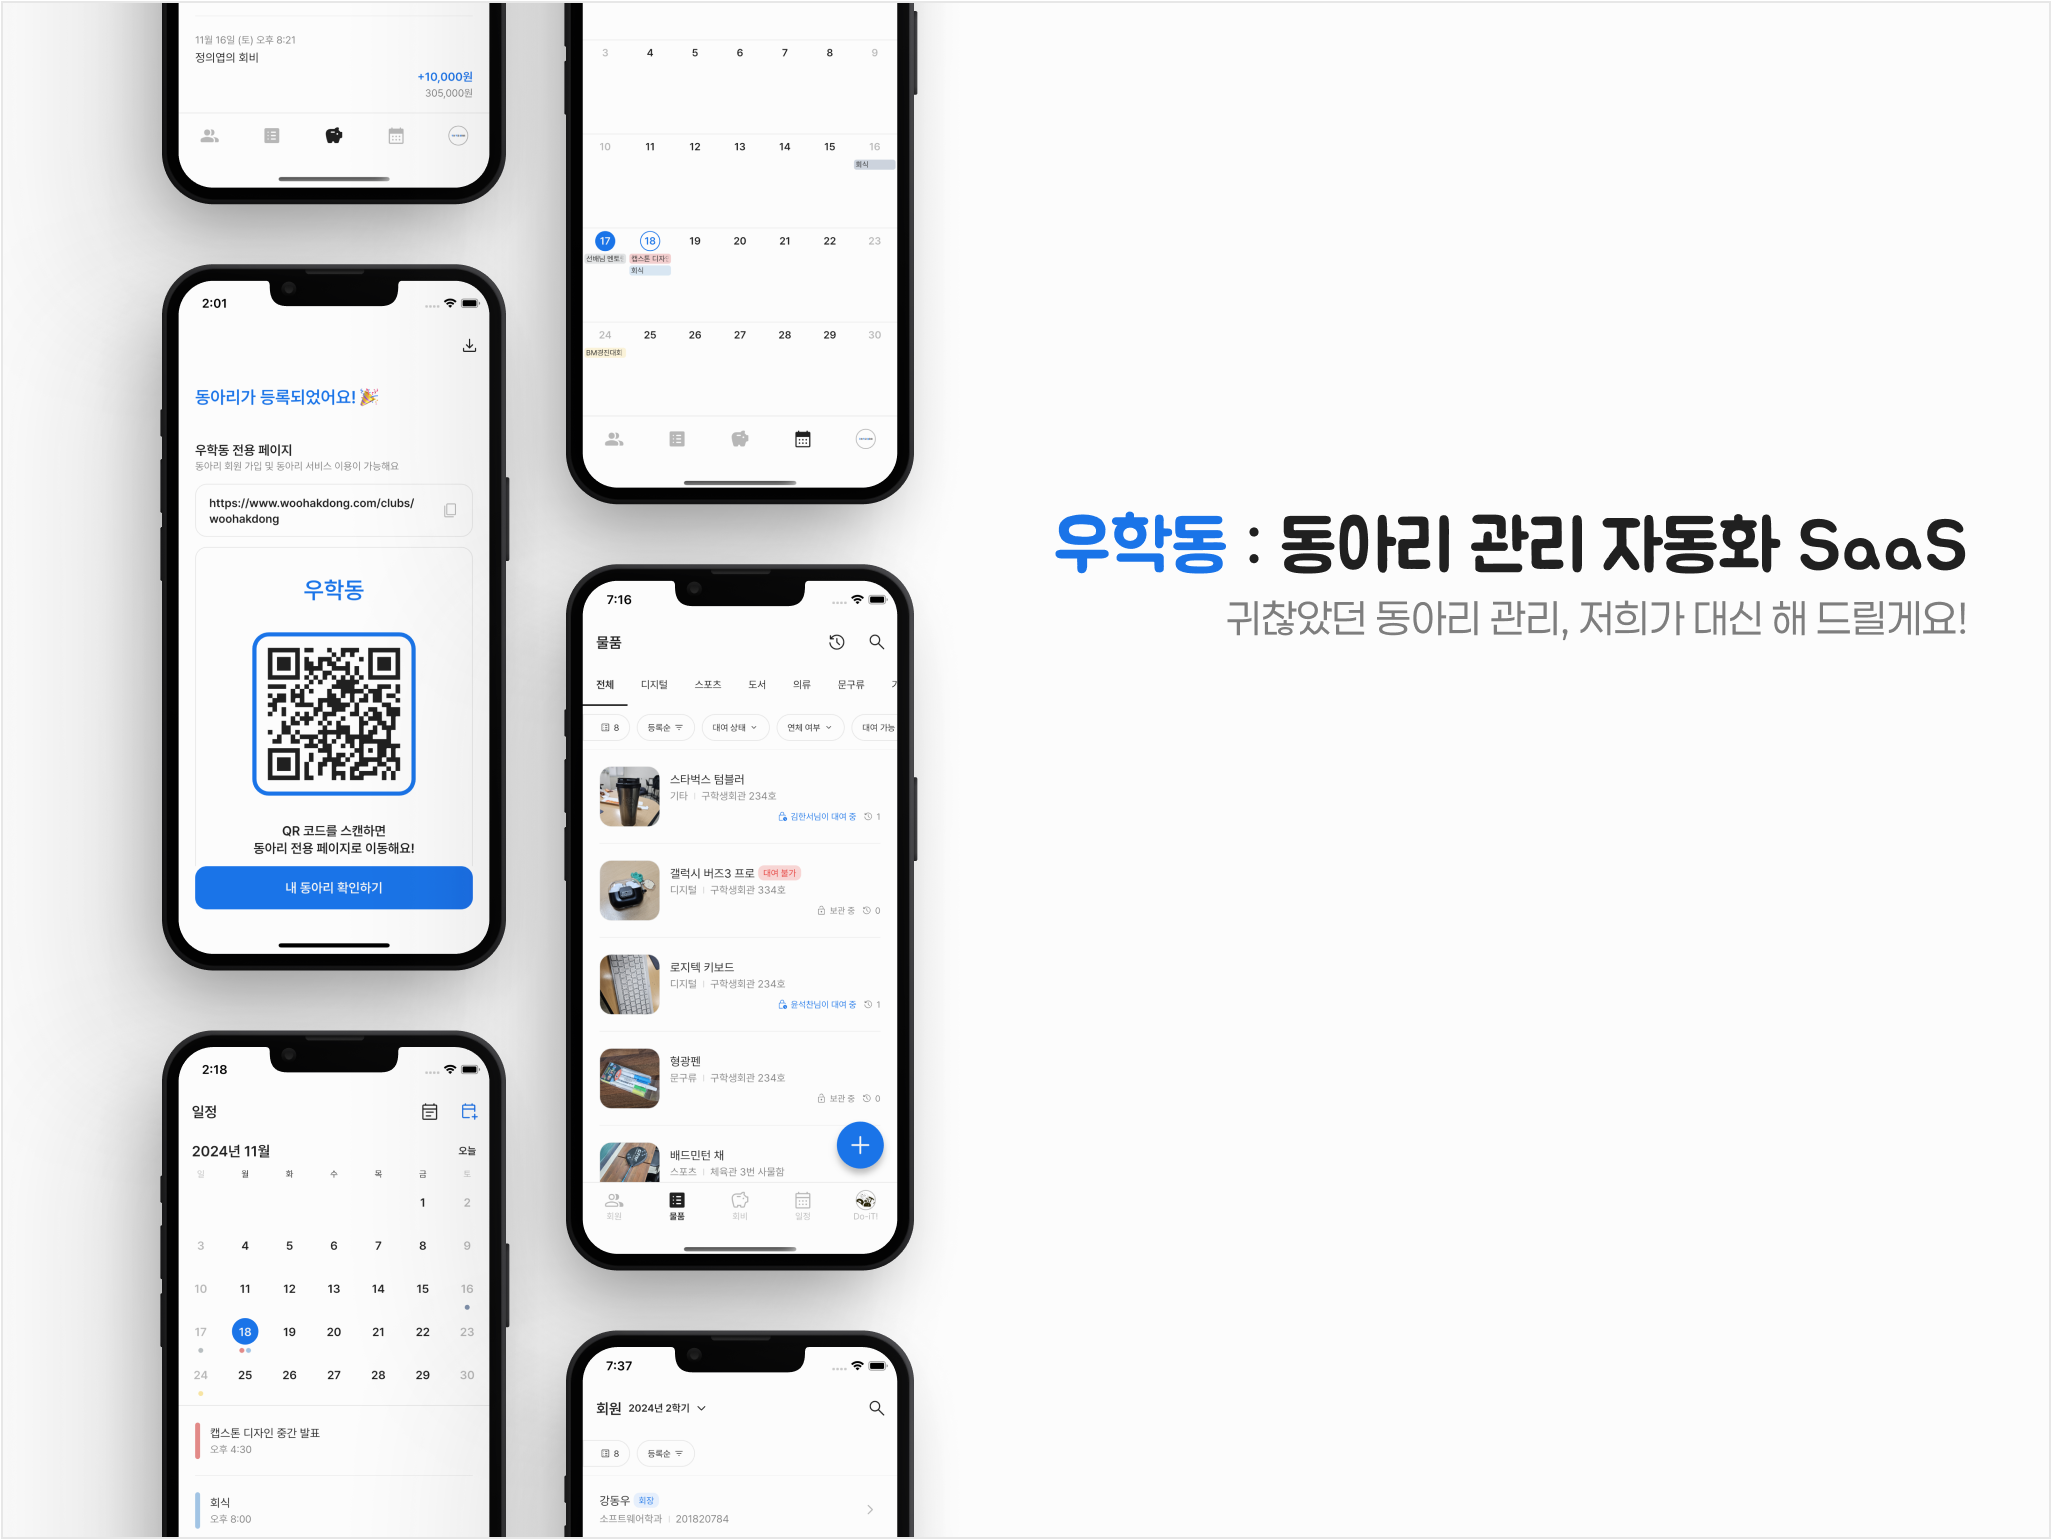 11월 16일 (토) 오후 8:21
정의엽의 회비
+10,000원
305,000원
2:01
동아리가 등록되었어요! 🎉
우학동 전용 페이지
동아리 회원 가입 및 동아리 서비스 이용이 가능해요
https://www.woohakdong.com/clubs/
woohakdong
우학동
QR 코드를 스캔하면
동아리 전용 페이지로 이동해요!
내 동아리 확인하기
2:18
일정
2024년 11월 오늘
일 월 화 수 목 금 토
1 2
3 4 5 6 7 8 9
10 11 12 13 14 15 16
17 18 19 20 21 22 23
24 25 26 27 28 29 30
캡스톤 디자인 중간 발표
오후 4:30
회식
오후 8:00
3 4 5 6 7 8 9
10 11 12 13 14 15 16
회식
17 18 19 20 21 22 23
선배님 멘토 캡스톤 디자
회식
24 25 26 27 28 29 30
BM경진대회
7:16
물품
전체 디지털 스포츠 도서 의류 문구류
8 등록순 대여 상태 연체 여부 대여 가능
스타벅스 텀블러
기타 | 구학생회관 234호
김한서님이 대여 중 1
갤럭시 버즈3 프로 대여 불가
디지털 | 구학생회관 334호
보관 중 0
로지텍 키보드
디지털 | 구학생회관 234호
윤석찬님이 대여 중 1
형광펜
문구류 | 구학생회관 234호
보관 중 0
배드민턴 채
스포츠 | 체육관 3번 사물함
회원 물품 회비 일정 Do-IT!
7:37
회원 2024년 2학기
8 등록순
강동우 회장
소프트웨어학과 | 201820784
우학동 : 동아리 관리 자동화 SaaS
귀찮았던 동아리 관리, 저희가 대신 해 드릴게요!